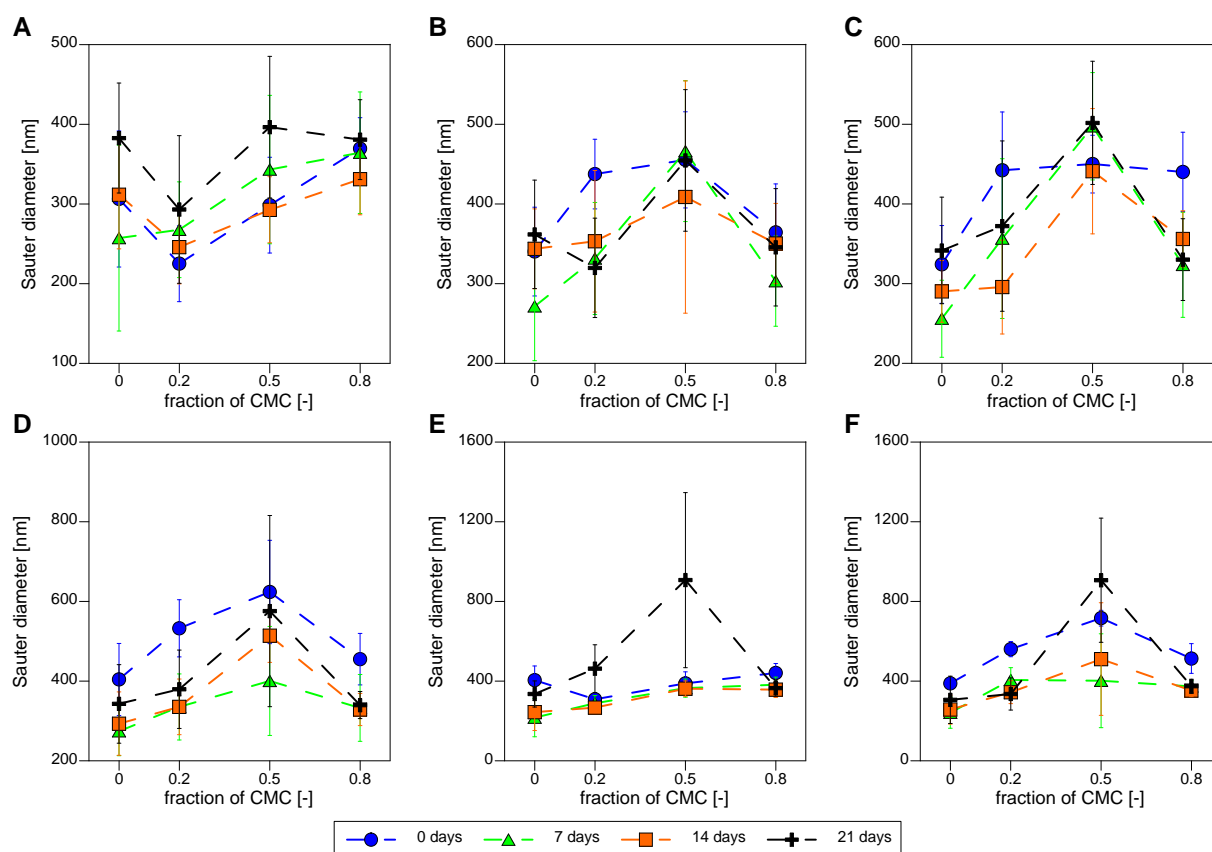 A
B
C
500
400
300
200
100
Sauter diameter [nm]
0
0.2
0.5
0.8
fraction of CMC [-]
600
500
400
300
200
Sauter diameter [nm]
0
0.2
0.5
0.8
fraction of CMC [-]
600
500
400
300
200
Sauter diameter [nm]
0
0.2
0.5
0.8
fraction of CMC [-]
D
E
F
1000
800
600
400
200
Sauter diameter [nm]
0
0.2
0.5
0.8
fraction of CMC [-]
1600
1200
800
400
0
Sauter diameter [nm]
0
0.2
0.5
0.8
fraction of CMC [-]
1600
1200
800
400
0
Sauter diameter [nm]
0
0.2
0.5
0.8
fraction of CMC [-]
0 days
7 days
14 days
21 days